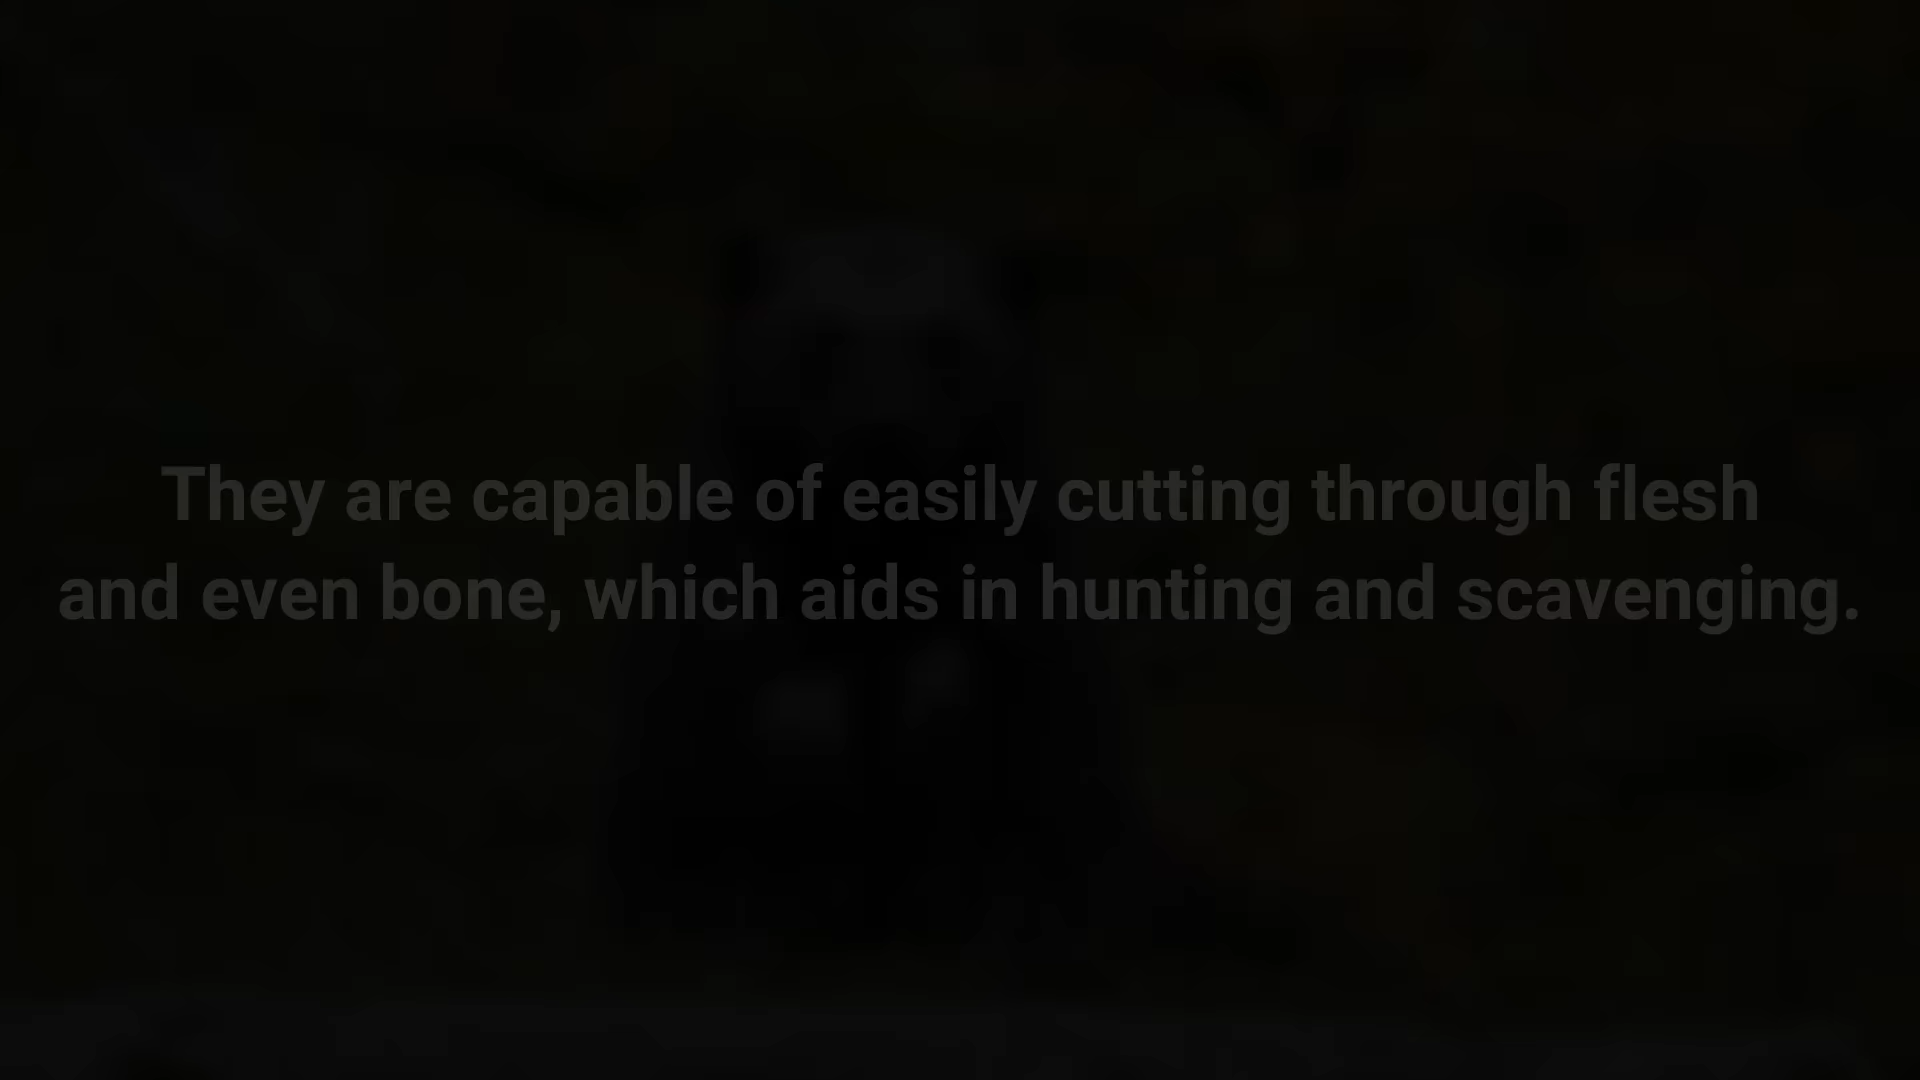 They are capable of easily cutting through flesh
and even bone, which aids in hunting and scavenging.